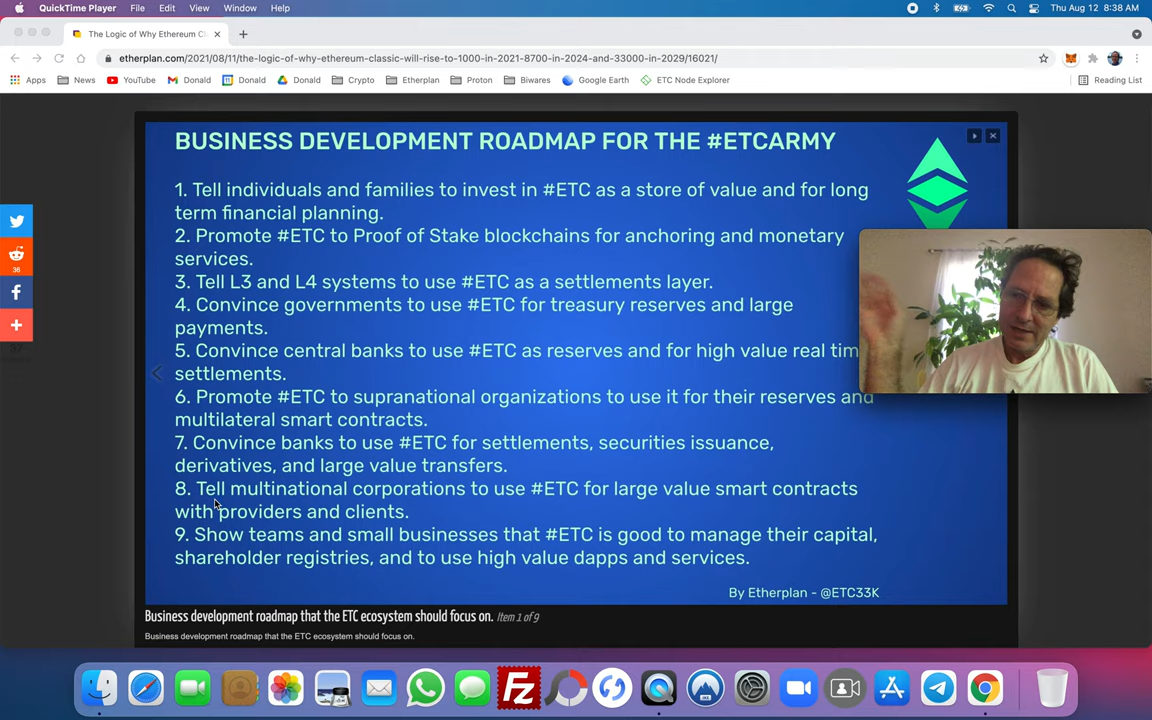 QuickTime Player File Edit View Window Help Thu Aug 12 8:38 AM
The Logic of Why Ethereum C
etherplan.com/2021/08/11/the-logic-of-why-ethereum-classic-will-rise-to-1000-in-2021-8700-in-2024-and-33000-in-2029/16021/
Apps News YouTube Donald Donald Donald Crypto Etherplan Proton Biwares Google Earth ETC Node Explorer Reading List
BUSINESS DEVELOPMENT ROADMAP FOR THE #ETCARMY
1. Tell individuals and families to invest in #ETC as a store of value and for long
term financial planning.
2. Promote #ETC to Proof of Stake blockchains for anchoring and monetary
services.
3. Tell L3 and L4 systems to use #ETC as a settlements layer.
4. Convince governments to use #ETC for treasury reserves and large
payments.
5. Convince central banks to use #ETC as reserves and for high value real tim
settlements.
6. Promote #ETC to supranational organizations to use it for their reserves and
multilateral smart contracts.
7. Convince banks to use #ETC for settlements, securities issuance,
derivatives, and large value transfers.
8. Tell multinational corporations to use #ETC for large value smart contracts
with providers and clients.
9. Show teams and small businesses that #ETC is good to manage their capital,
shareholder registries, and to use high value dapps and services.
By Etherplan - @ETC33K
36
Business development roadmap that the ETC ecosystem should focus on. Item 1 of 9
Business development roadmap that the ETC ecosystem should focus on.
FZ